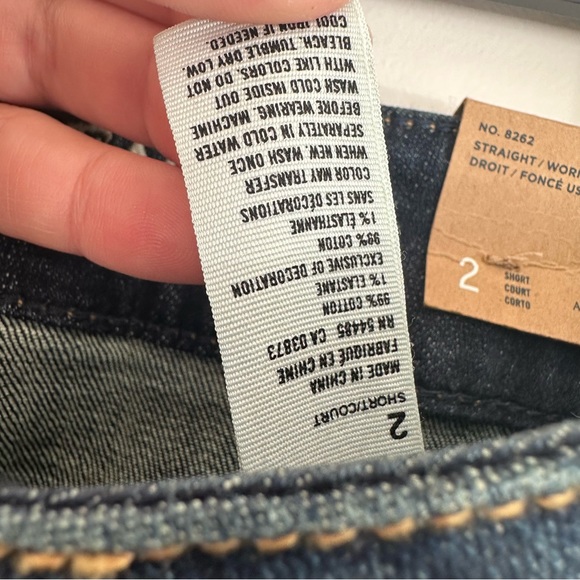 2
SHORT/COURT
MADE IN CHINA
FABRIQUÉ EN CHINE
RN 54485 CA 03873
99% COTTON
1% ELASTANE
EXCLUSIVE OF DECORATION
99% COTON
1% ÉLASTHANNE
SANS LES DÉCORATIONS
COLOR MAY TRANSFER
WHEN NEW. WASH ONCE
SEPARATELY IN COLD WATER
BEFORE WEARING. MACHINE
WASH COLD INSIDE OUT
WITH LIKE COLORS. DO NOT
BLEACH. TUMBLE DRY LOW.
COOL IRON IF NEEDED.
NO. 8262
STRAIGHT/
DROIT/FONCÉ
2
SHORT
COURT
CORTO